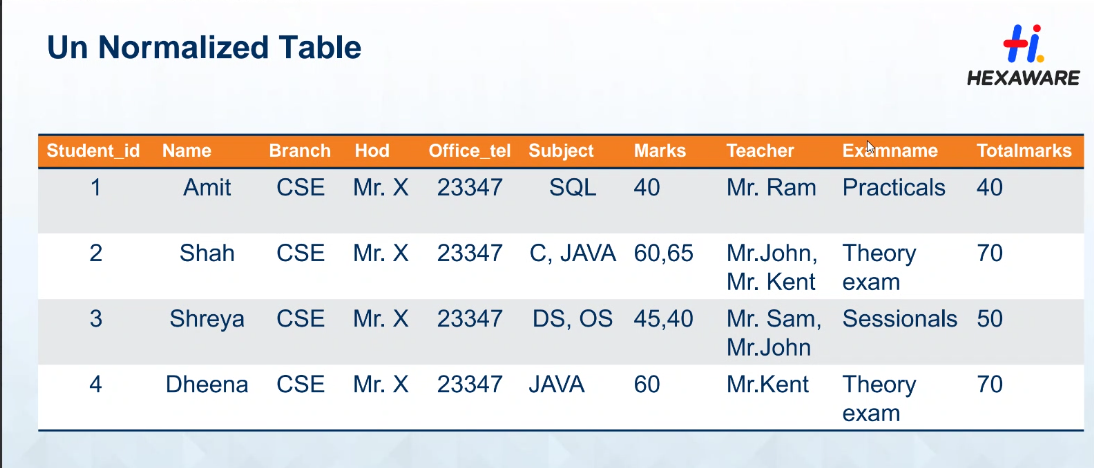 Un Normalized Table
Hi.
HEXAWARE
Student_id Name Branch Hod Office_tel Subject Marks Teacher Examname Totalmarks
1 Amit CSE Mr. X 23347 SQL 40 Mr. Ram Practicals 40
2 Shah CSE Mr. X 23347 C, JAVA 60,65 Mr.John, Theory 70
Mr. Kent exam
3 Shreya CSE Mr. X 23347 DS, OS 45,40 Mr. Sam, Sessionals 50
Mr.John
4 Dheena CSE Mr. X 23347 JAVA 60 Mr.Kent Theory 70
exam